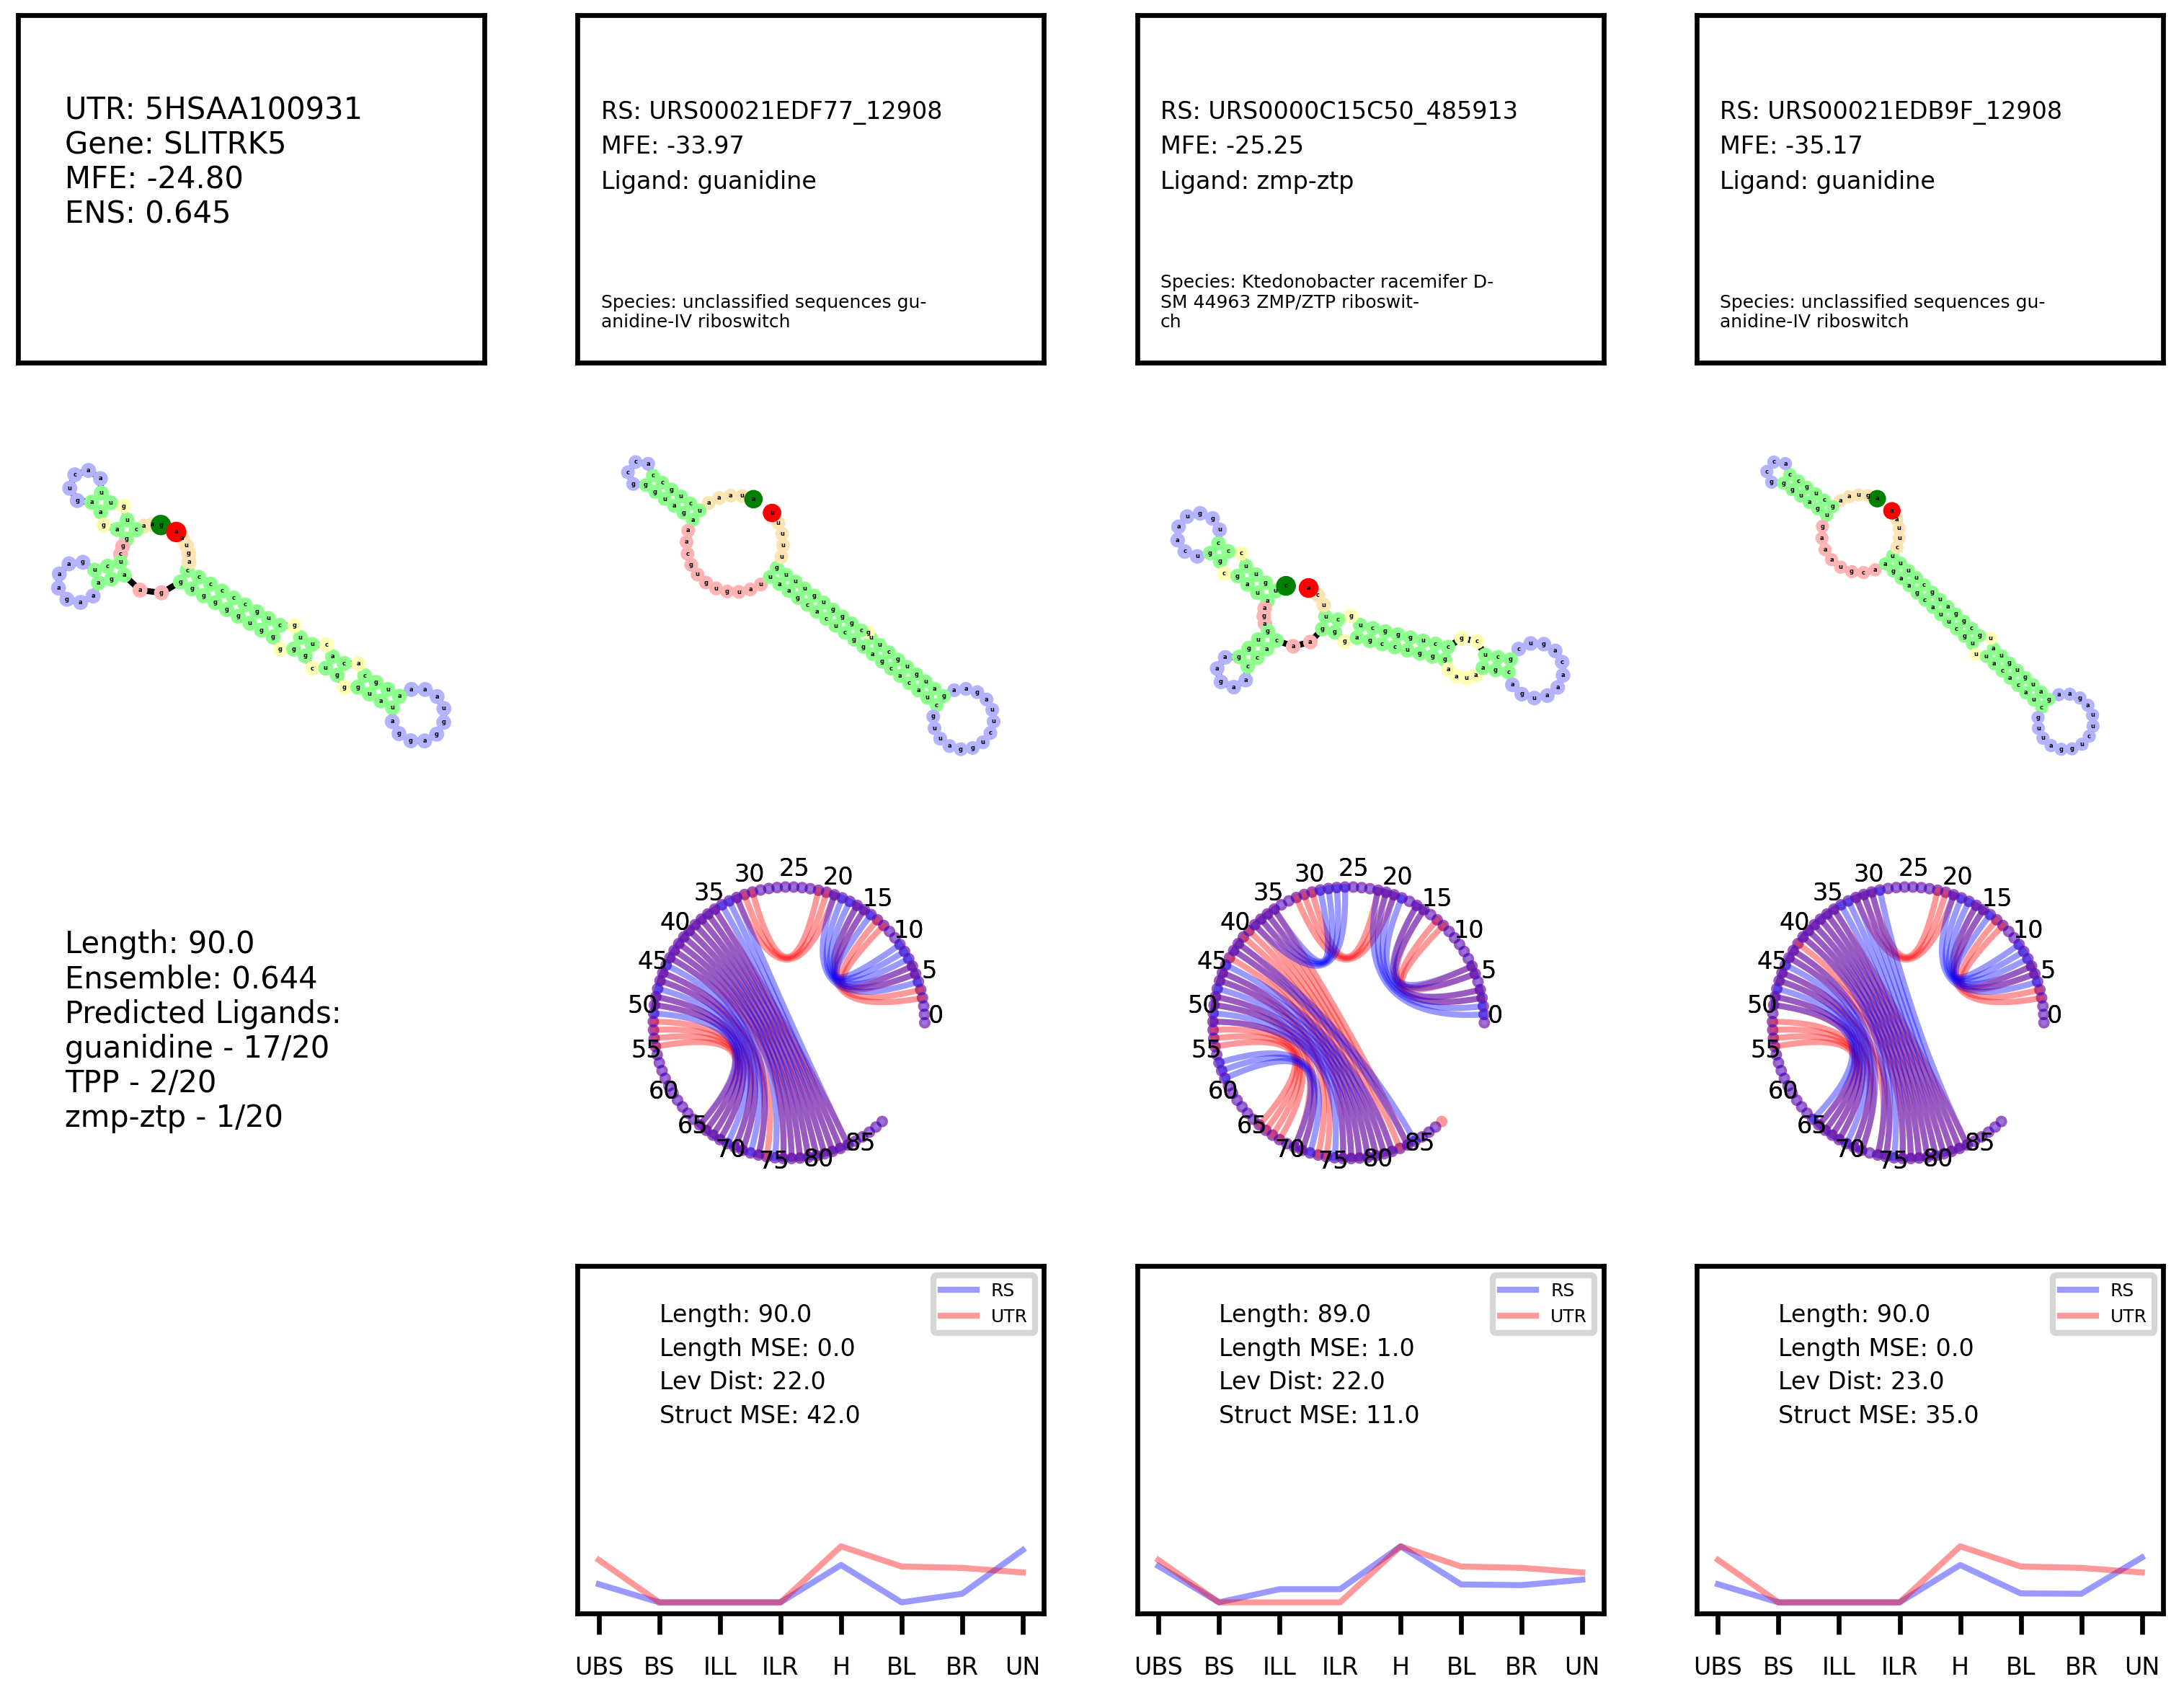 UTR: 5HSAA100931
Gene: SLITRK5
MFE: -24.80
ENS: 0.645
RS: URS00021EDF77_12908
MFE: -33.97
Ligand: guanidine
Species: unclassified sequences gu-
anidine-IV riboswitch
RS: URS0000C15C50_485913
MFE: -25.25
Ligand: zmp-ztp
Species: Ktedonobacter racemifer D-
SM 44963 ZMP/ZTP riboswit-
ch
RS: URS00021EDB9F_12908
MFE: -35.17
Ligand: guanidine
Species: unclassified sequences gu-
anidine-IV riboswitch
Length: 90.0
Ensemble: 0.644
Predicted Ligands:
guanidine - 17/20
TPP - 2/20
zmp-ztp - 1/20
0 5 10 15 20 25 30 35 40 45 50 55 60 65 70 75 80 85
0 5 10 15 20 25 30 35 40 45 50 55 60 65 70 75 80 85
0 5 10 15 20 25 30 35 40 45 50 55 60 65 70 75 80 85
RS
UTR
Length: 90.0
Length MSE: 0.0
Lev Dist: 22.0
Struct MSE: 42.0
UBS BS ILL ILR H BL BR UN
RS
UTR
Length: 89.0
Length MSE: 1.0
Lev Dist: 22.0
Struct MSE: 11.0
UBS BS ILL ILR H BL BR UN
RS
UTR
Length: 90.0
Length MSE: 0.0
Lev Dist: 23.0
Struct MSE: 35.0
UBS BS ILL ILR H BL BR UN